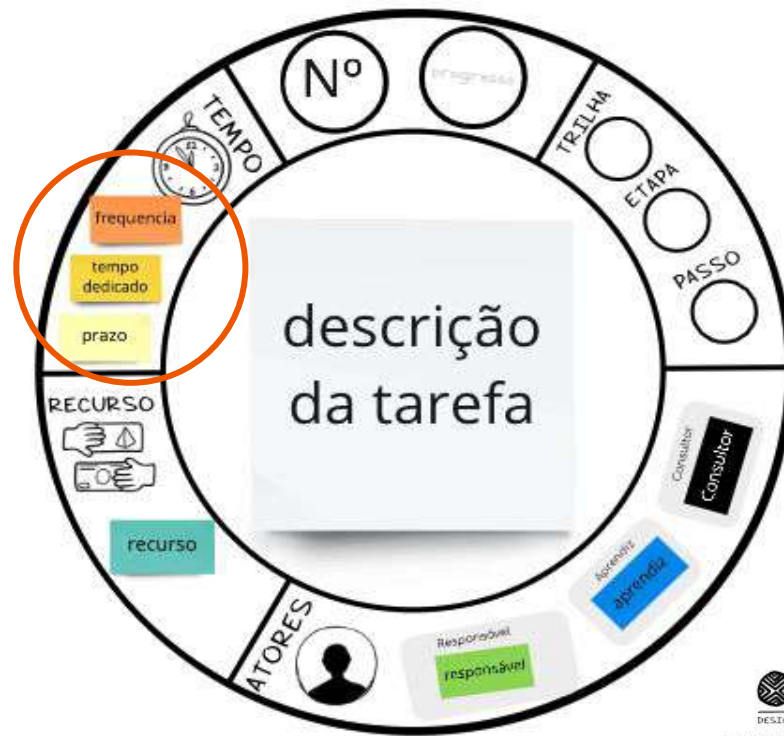 Nº
progresso
TEMPO
frequencia
tempo
dedicado
prazo
TRILHA
ETAPA
PASSO
descrição
da tarefa
RECURSO
recurso
ATORES
Responsável
responsável
Aprendiz
aprendiz
Consultor
Consultor